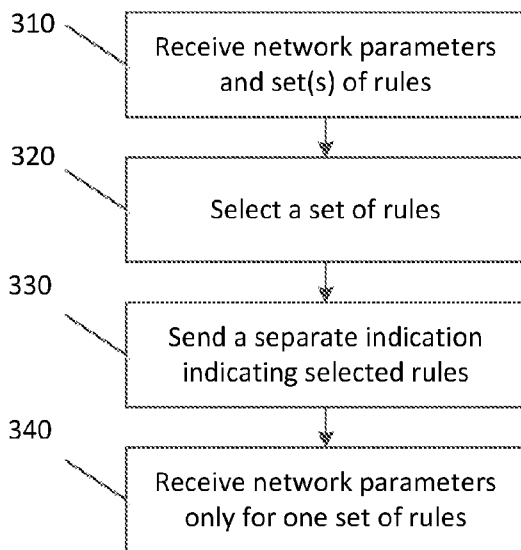 310
Receive network parameters
and set(s) of rules
320
Select a set of rules
330
Send a separate indication
indicating selected rules
340
Receive network parameters
only for one set of rules